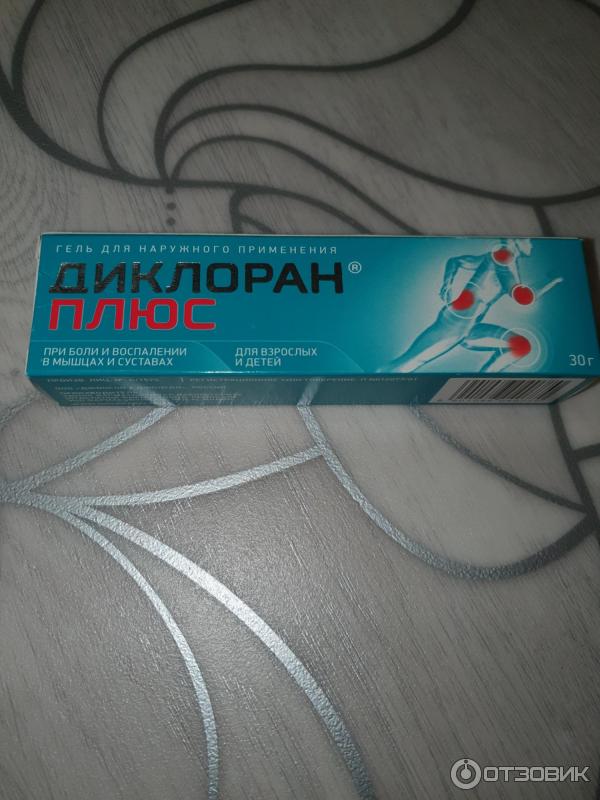 ГЕЛЬ ДЛЯ НАРУЖНОГО ПРИМЕНЕНИЯ
ДИКЛОРАН®
ПЛЮС
ПРИ БОЛИ И ВОСПАЛЕНИИ
В МЫШЦАХ И СУСТАВАХ
ДЛЯ ВЗРОСЛЫХ
И ДЕТЕЙ
30 г
ОТЗОВИК